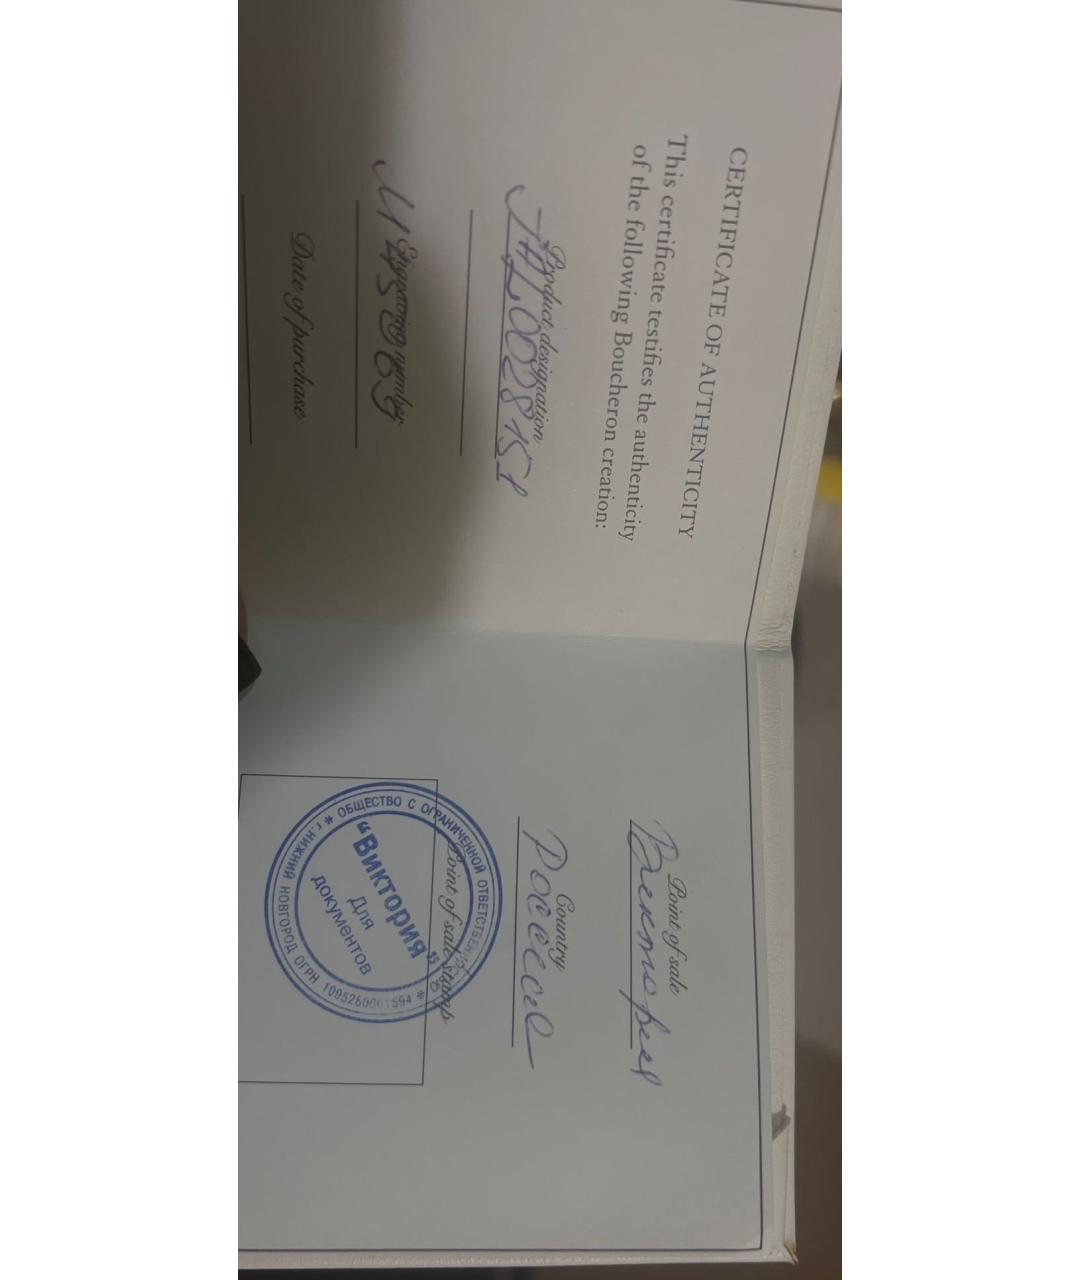 CERTIFICATE OF AUTHENTICITY
This certificate testifies the authenticity
of the following Boucheron creation:
Product designation
Engraving number
Date of purchase
Point of sale
Виктория
Country
Россия
Point of sale stamp
ОБЩЕСТВО С ОГРАНИЧЕННОЙ ОТВЕТСТВЕННОСТЬЮ
* г. НИЖНИЙ НОВГОРОД ОГРН *
"Виктория"
Для
документов